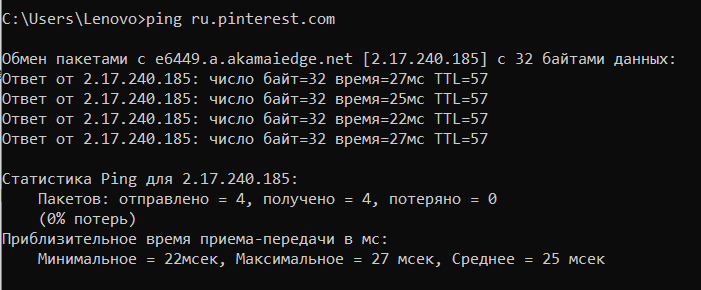 C:\Users\Lenovo>ping ru.pinterest.com
Обмен пакетами с e6449.a.akamaiedge.net [2.17.240.185] с 32 байтами данных:
Ответ от 2.17.240.185: число байт=32 время=27мс TTL=57
Ответ от 2.17.240.185: число байт=32 время=25мс TTL=57
Ответ от 2.17.240.185: число байт=32 время=22мс TTL=57
Ответ от 2.17.240.185: число байт=32 время=27мс TTL=57
Статистика Ping для 2.17.240.185:
Пакетов: отправлено = 4, получено = 4, потеряно = 0
(0% потерь)
Приблизительное время приема-передачи в мс:
Минимальное = 22мсек, Максимальное = 27 мсек, Среднее = 25 мсек